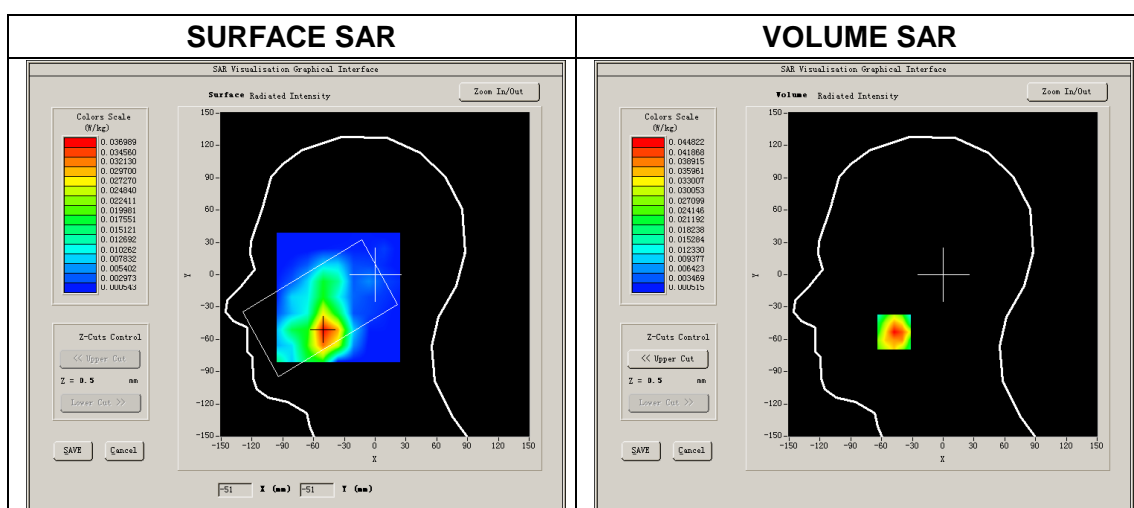 SURFACE SAR
SAR Visualisation Graphical Interface
Surface Radiated Intensity
Zoom In/Out
Colors Scale
(W/kg)
0.036989
0.034560
0.032130
0.029700
0.027270
0.024840
0.022411
0.019981
0.017551
0.015121
0.012692
0.010262
0.007832
0.005402
0.002973
0.000543
Z-Cuts Control
<< Upper Cut
Z = 0.5 mm
Lower Cut >>
SAVE
Cancel
150
120
90
60
30
0
-30
-60
-90
-120
-150
Y
-150 -120 -90 -60 -30 0 30 60 90 120 150
X
-51 X (mm) -51 Y (mm)
VOLUME SAR
SAR Visualisation Graphical Interface
Volume Radiated Intensity
Zoom In/Out
Colors Scale
(W/kg)
0.044822
0.041868
0.038915
0.035961
0.033007
0.030053
0.027099
0.024146
0.021192
0.018238
0.015284
0.012330
0.009377
0.006423
0.003469
0.000515
Z-Cuts Control
<< Upper Cut
Z = 0.5 mm
Lower Cut >>
SAVE
Cancel
150
120
90
60
30
0
-30
-60
-90
-120
-150
Y
-150 -120 -90 -60 -30 0 30 60 90 120 150
X